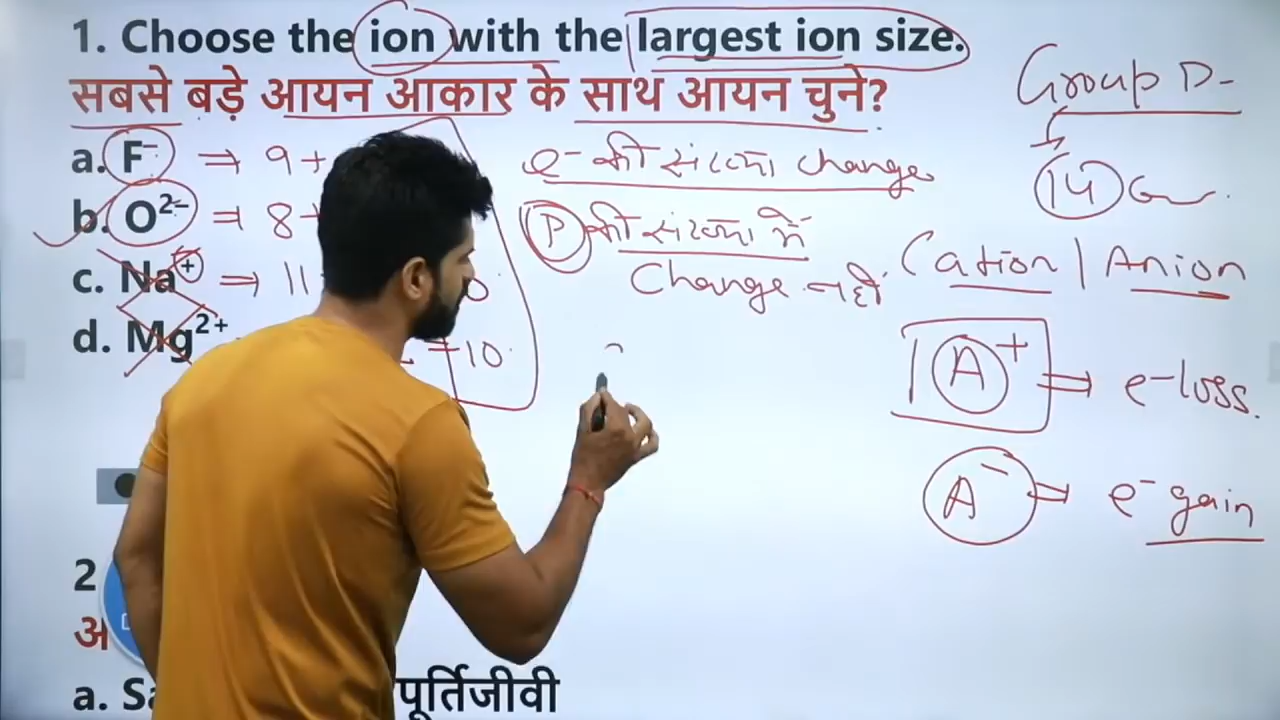 1. Choose the ion with the largest ion size.
सबसे बड़े आयन आकार के साथ आयन चुने?
a. F⁻ ⇒ 9+
b. O²⁻ = 8+
c. Na⁺ ⇒ 11
d. Mg²⁺ =10
e⁻ की संख्या change
P की संख्या में
Change नहीं
Group D-
14
Cation | Anion
A⁺ ⇒ e-loss.
A⁻ ⇒ e⁻ gain
2
अ
a. Sa पूर्तिजीवी